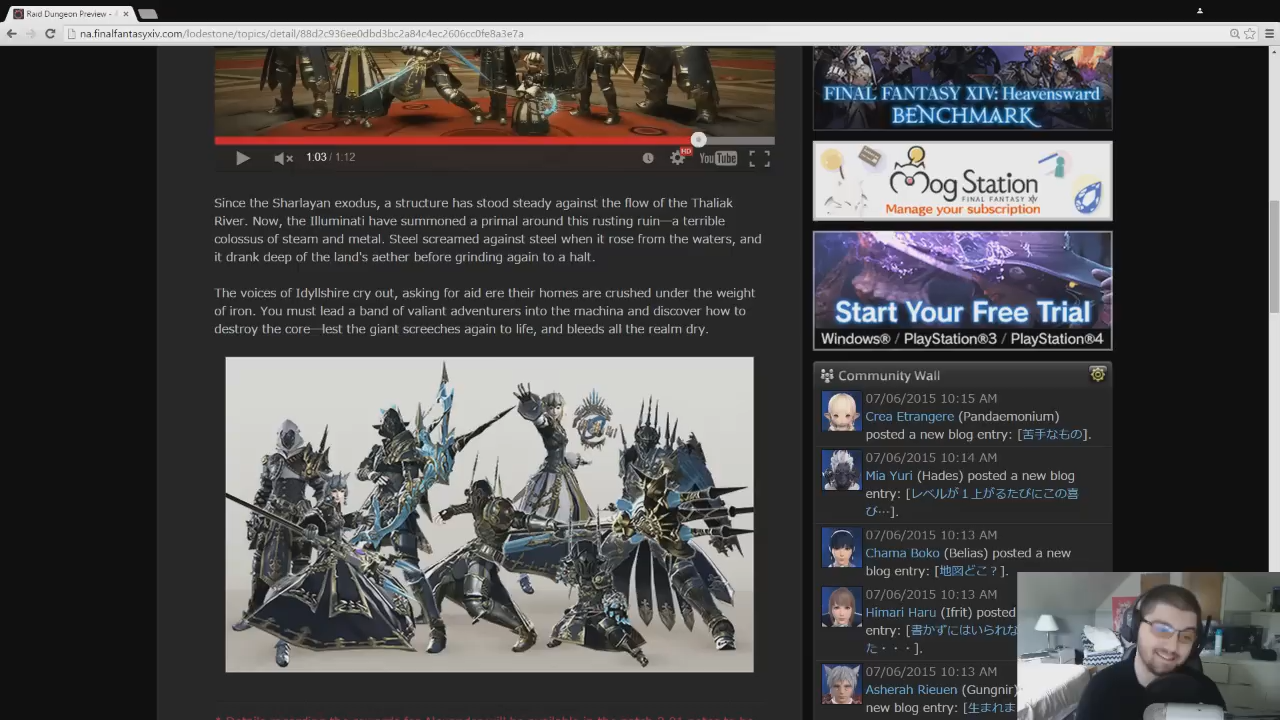 Raid Dungeon Preview -
na.finalfantasyxiv.com/lodestone/topics/detail/88d2c936ee0dbd3bc2a84c4ec2606cc0fe8a3e7a
1.03 / 1:12
HD
YouTube
Since the Sharlayan exodus, a structure has stood steady against the flow of the Thaliak
River. Now, the Illuminati have summoned a primal around this rusting ruin—a terrible
colossus of steam and metal. Steel screamed against steel when it rose from the waters, and
it drank deep of the land's aether before grinding again to a halt.
The voices of Idyllshire cry out, asking for aid ere their homes are crushed under the weight
of iron. You must lead a band of valiant adventurers into the machina and discover how to
destroy the core—lest the giant screeches again to life, and bleeds all the realm dry.
FINAL FANTASY XIV: Heavensward
BENCHMARK
Mog Station
FINAL FANTASY XIV
Manage your subscription
Start Your Free Trial
Windows® / PlayStation®3 / PlayStation®4
Community Wall
07/06/2015 10:15 AM
Crea Etrangere (Pandaemonium)
posted a new blog entry: [苦手なもの].
07/06/2015 10:14 AM
Mia Yuri (Hades) posted a new blog
entry: [レベルが１上がるたびにこの喜
び…].
07/06/2015 10:13 AM
Chama Boko (Belias) posted a new
blog entry: [地図どこ？].
07/06/2015 10:13 AM
Himari Haru (Ifrit) posted
entry: [書かずにはいられな
た・・・].
07/06/2015 10:13 AM
Asherah Rieuen (Gungnir)
new blog entry: [生まれま